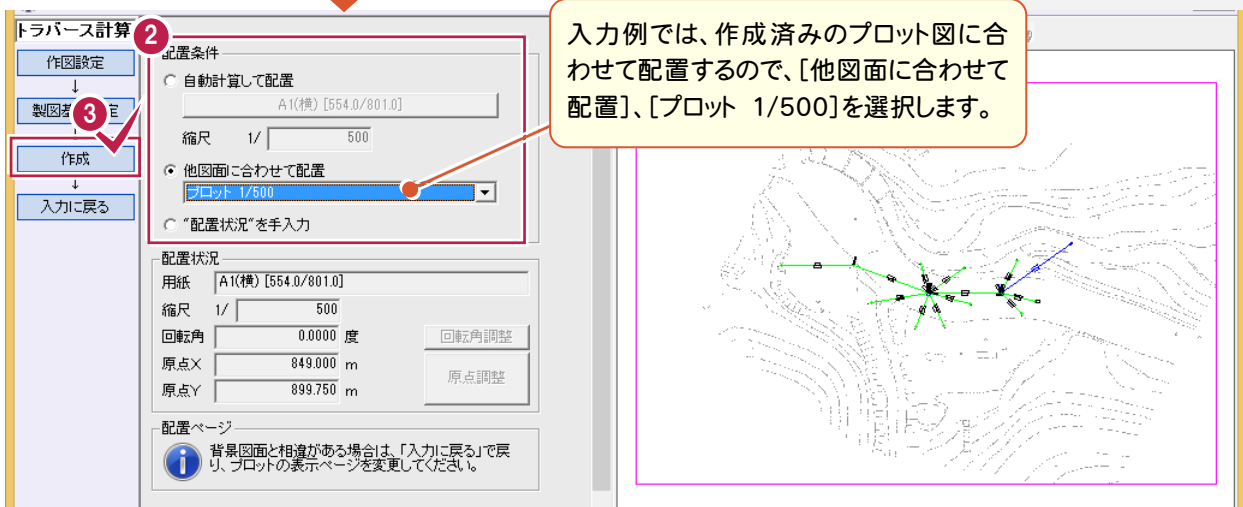 トラバース計算
2
作図設定
↓
3
↓
作成
↓
入力に戻る
配置条件
自動計算して配置
A1(横) [554.0/801.0]
縮尺 1/ 500
他図面に合わせて配置
プロット 1/500
“配置状況”を手入力
配置状況
用紙 A1(横) [554.0/801.0]
縮尺 1/ 500
回転角 0.0000 度 回転角調整
原点X 849.000 m
原点調整
原点Y 899.750 m
配置ページ
背景図面と相違がある場合は、「入力に戻る」で戻
り、プロットの表示ページを変更してください。
入力例では、作成済みのプロット図に合
わせて配置するので、[他図面に合わせて
配置]、[プロット 1/500]を選択します。